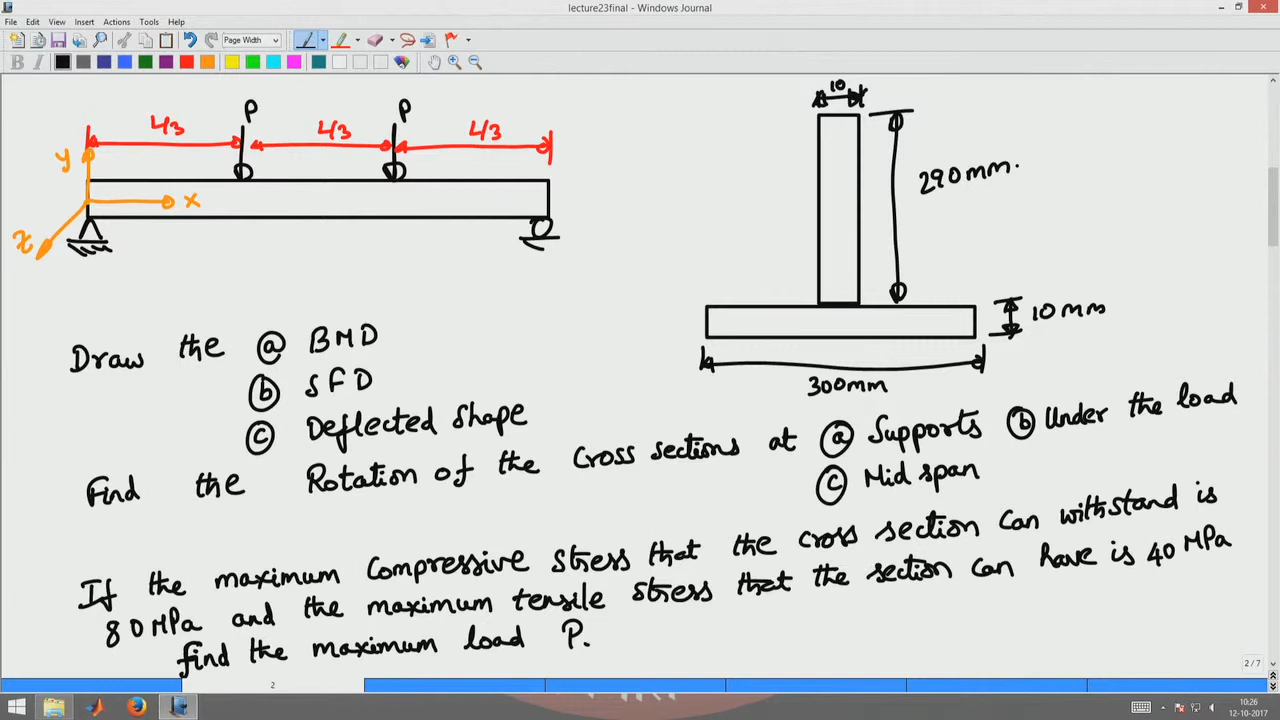 lecture23final - Windows Journal
File Edit View Insert Actions Tools Help
Page Width
P P
L/3 L/3 L/3
y
x
z
10
290mm.
10mm
300mm
Draw the ⓐ BMD
ⓑ SFD
ⓒ Deflected shape
Find the Rotation of the cross sections at ⓐ Supports ⓑ Under the load
ⓒ Mid span
If the maximum compressive stress that the cross section can withstand is
80MPa and the maximum tensile stress that the section can have is 40 MPa
find the maximum load P.
2/7
2
10:26
12-10-2017